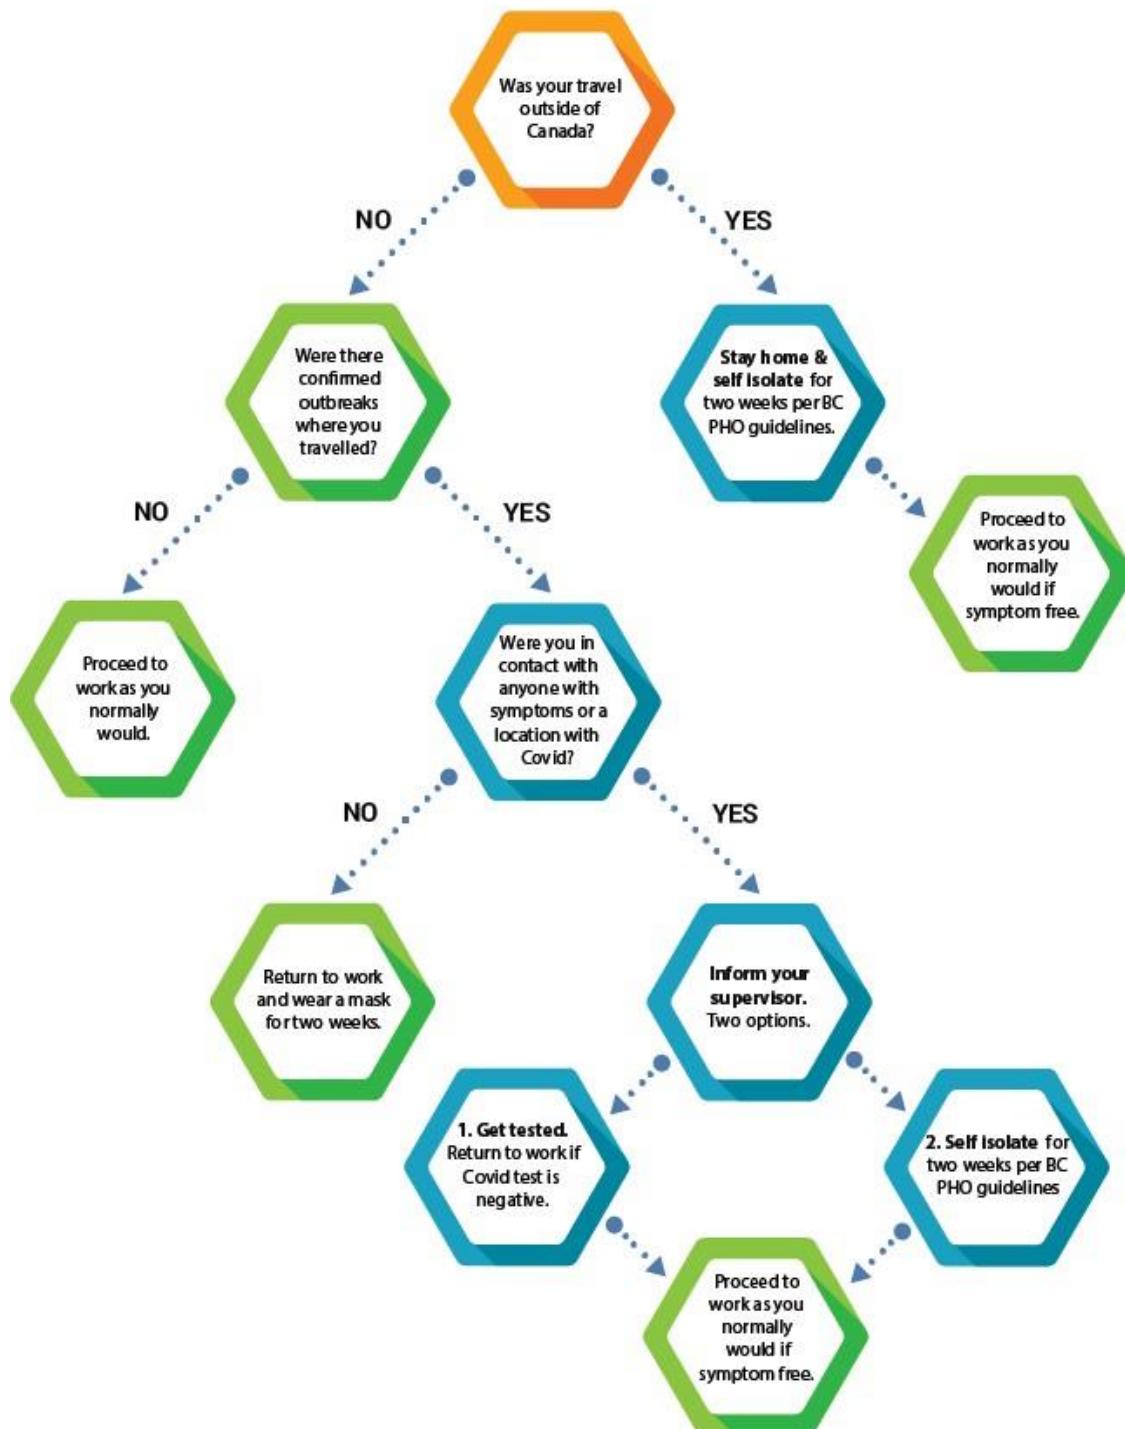 Was your travel
outside of
Canada?
NO
YES
Were there
confirmed
outbreaks
where you
travelled?
Stay home &
self isolate for
two weeks per BC
PHO guidelines.
NO
YES
Proceed to
work as you
normally
would if
symptom free.
Proceed to
work as you
normally
would.
Were you in
contact with
anyone with
symptoms or a
location with
Covid?
NO
YES
Return to work
and wear a mask
for two weeks.
Inform your
supervisor.
Two options.
1. Get tested.
Return to work if
Covid test is
negative.
2. Self isolate for
two weeks per BC
PHO guidelines
Proceed to
work as you
normally
would if
symptom free.